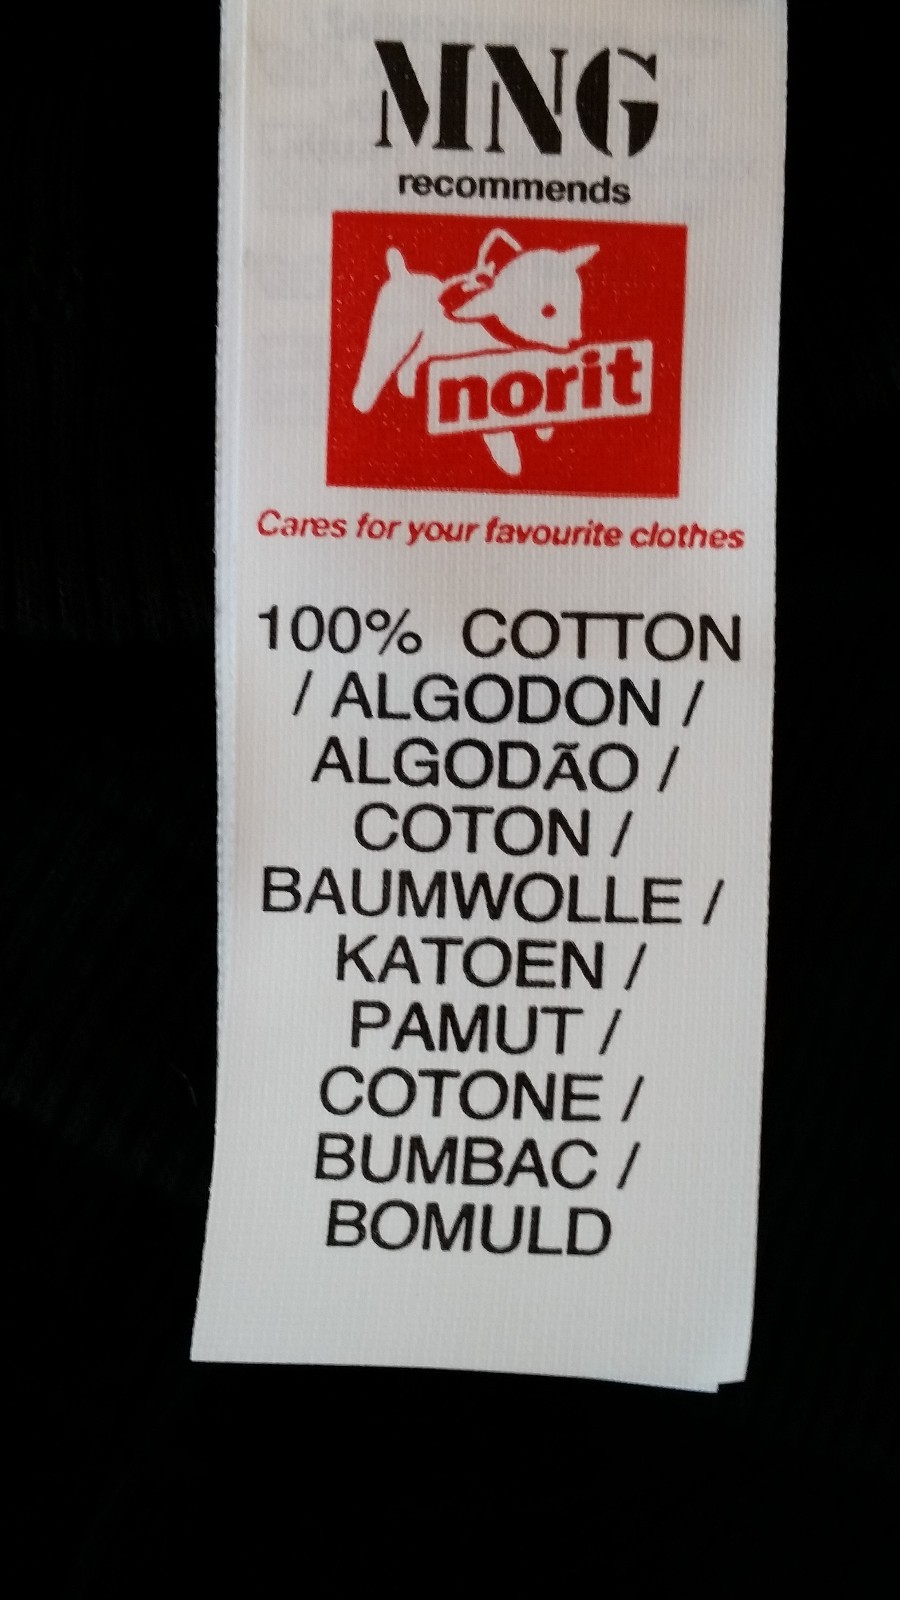 MNG
recommends
norit
Cares for your favourite clothes
100% COTTON
/ ALGODON /
ALGODÃO /
COTON /
BAUMWOLLE /
KATOEN /
PAMUT /
COTONE /
BUMBAC /
BOMULD